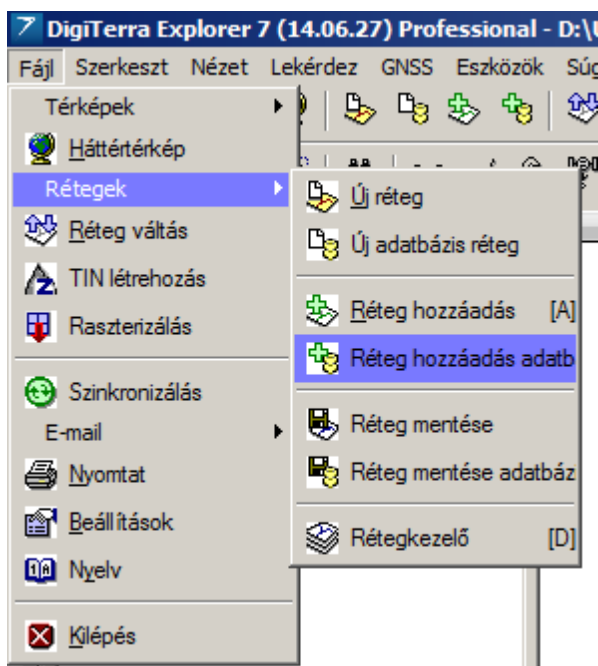 DigiTerra Explorer 7 (14.06.27) Professional - D:\
Fájl Szerkeszt Nézet Lekérdez GNSS Eszközök
Térképek
Háttértérkép
Rétegek
Réteg váltás
TIN létrehozás
Raszterizálás
Szinkronizálás
E-mail
Nyomtat
Beállítások
Nyelv
Kilépés
Új réteg
Új adatbázis réteg
Réteg hozzáadás [A]
Réteg hozzáadás adatb
Réteg mentése
Réteg mentése adatbáz
Rétegkezelő [D]